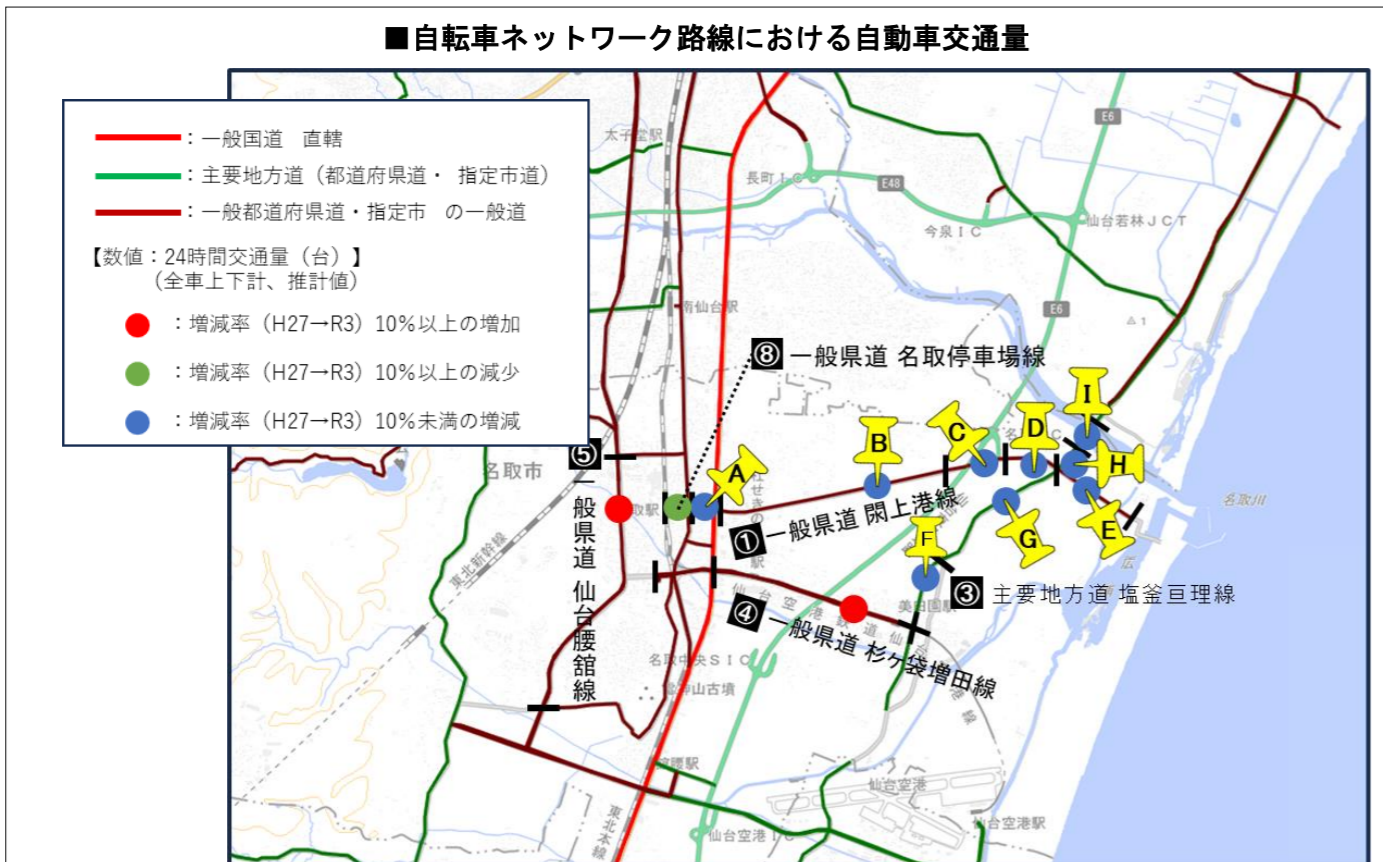 ■自転車ネットワーク路線における自動車交通量
：一般国道 直轄
：主要地方道（都道府県道・ 指定市道）
：一般都道府県道・指定市 の一般道
【数値：24時間交通量（台）】
（全車上下計、推計値）
：増減率（H27→R3）10%以上の増加
：増減率（H27→R3）10%以上の減少
：増減率（H27→R3）10%未満の増減
太子堂駅
長町ＩＣ
E48
E6
今泉ＩＣ
仙台若林ＪＣＴ
E6
南仙台駅
△1
⑧ 一般県道 名取停車場線
I
D
C
B
A
H
G
E
F
名取市
⑤ 一般県道 仙台腰舘線
名取川
① 一般県道 閖上港線
③ 主要地方道 塩釜亘理線
美田園駅
東北新幹線
④ 一般県道 杉ケ袋増田線
名取中央ＳＩＣ
館腰駅
仙台空港
仙台空港駅
仙台空港ＩＣ
東北本線